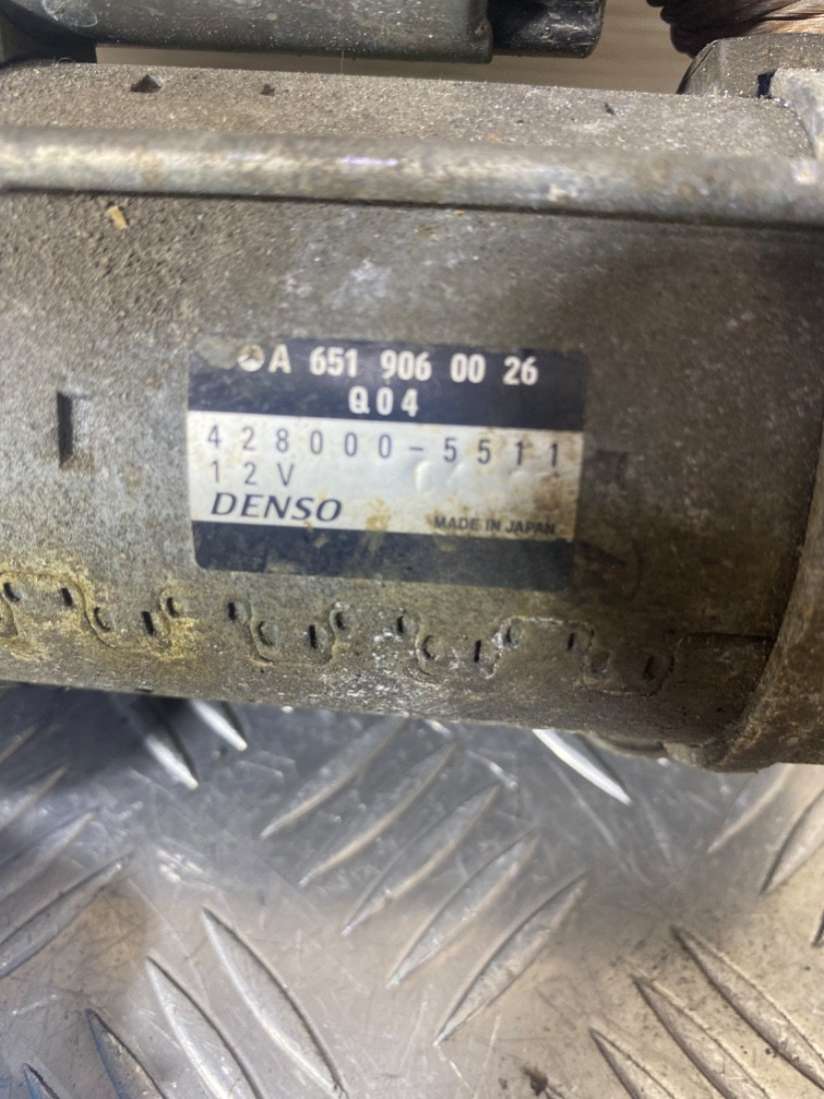 A 651 906 00 26
Q04
428000-5511
12V
DENSO
MADE IN JAPAN